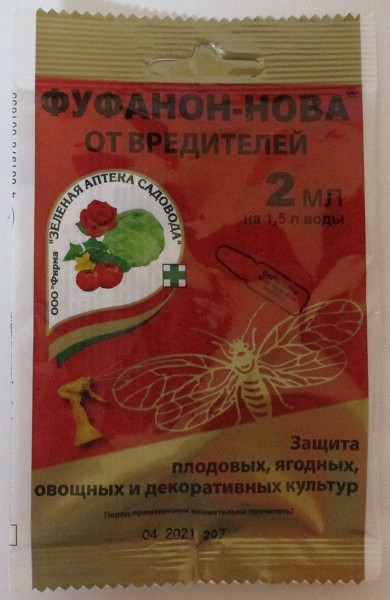 ФУФАНОН-НОВА
ОТ ВРЕДИТЕЛЕЙ
2 мл
на 1,5 л воды
ООО "Фирма "ЗЕЛЕНАЯ АПТЕКА САДОВОДА"
Защита
плодовых, ягодных,
овощных и декоративных культур
Перед применением внимательно прочитать!
04 2021 207